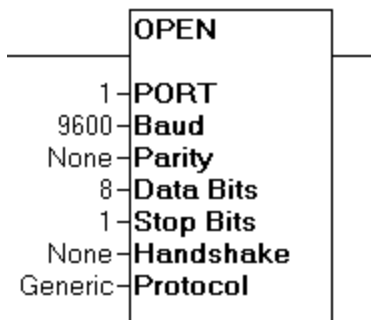 OPEN
1 PORT
9600 Baud
None Parity
8 Data Bits
1 Stop Bits
None Handshake
Generic Protocol